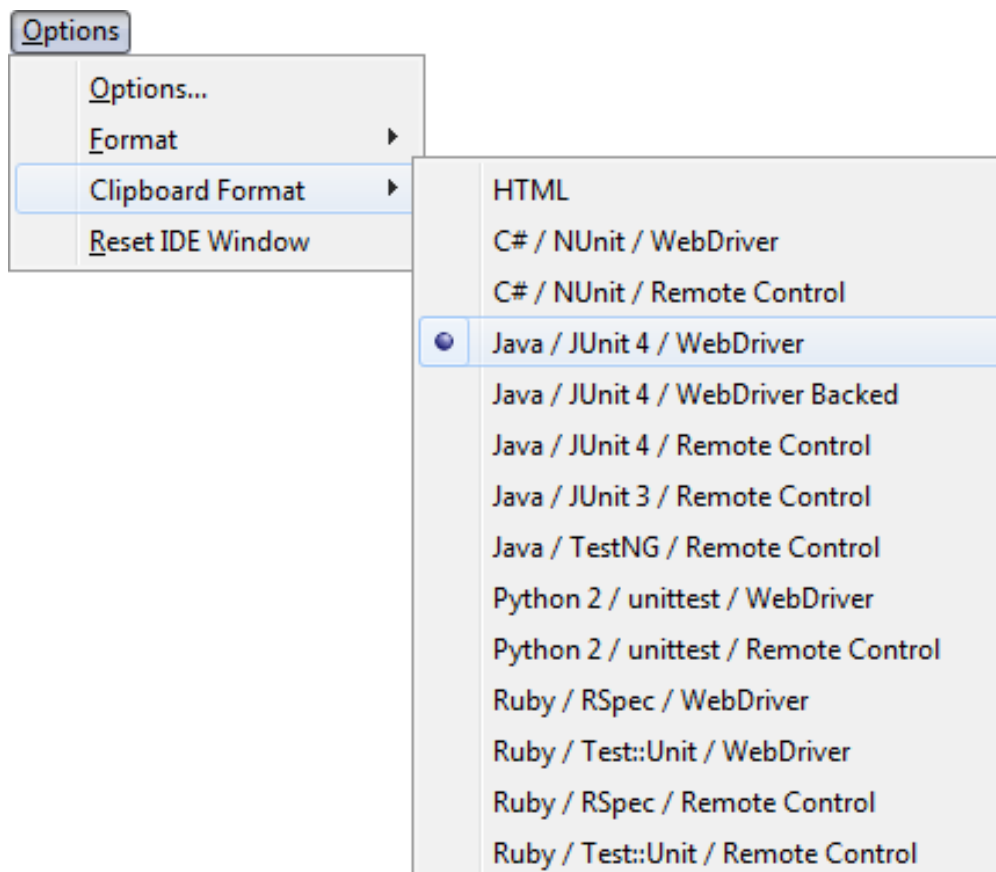 Options
Options...
Format
Clipboard Format
Reset IDE Window
HTML
C# / NUnit / WebDriver
C# / NUnit / Remote Control
Java / JUnit 4 / WebDriver
Java / JUnit 4 / WebDriver Backed
Java / JUnit 4 / Remote Control
Java / JUnit 3 / Remote Control
Java / TestNG / Remote Control
Python 2 / unittest / WebDriver
Python 2 / unittest / Remote Control
Ruby / RSpec / WebDriver
Ruby / Test::Unit / WebDriver
Ruby / RSpec / Remote Control
Ruby / Test::Unit / Remote Control